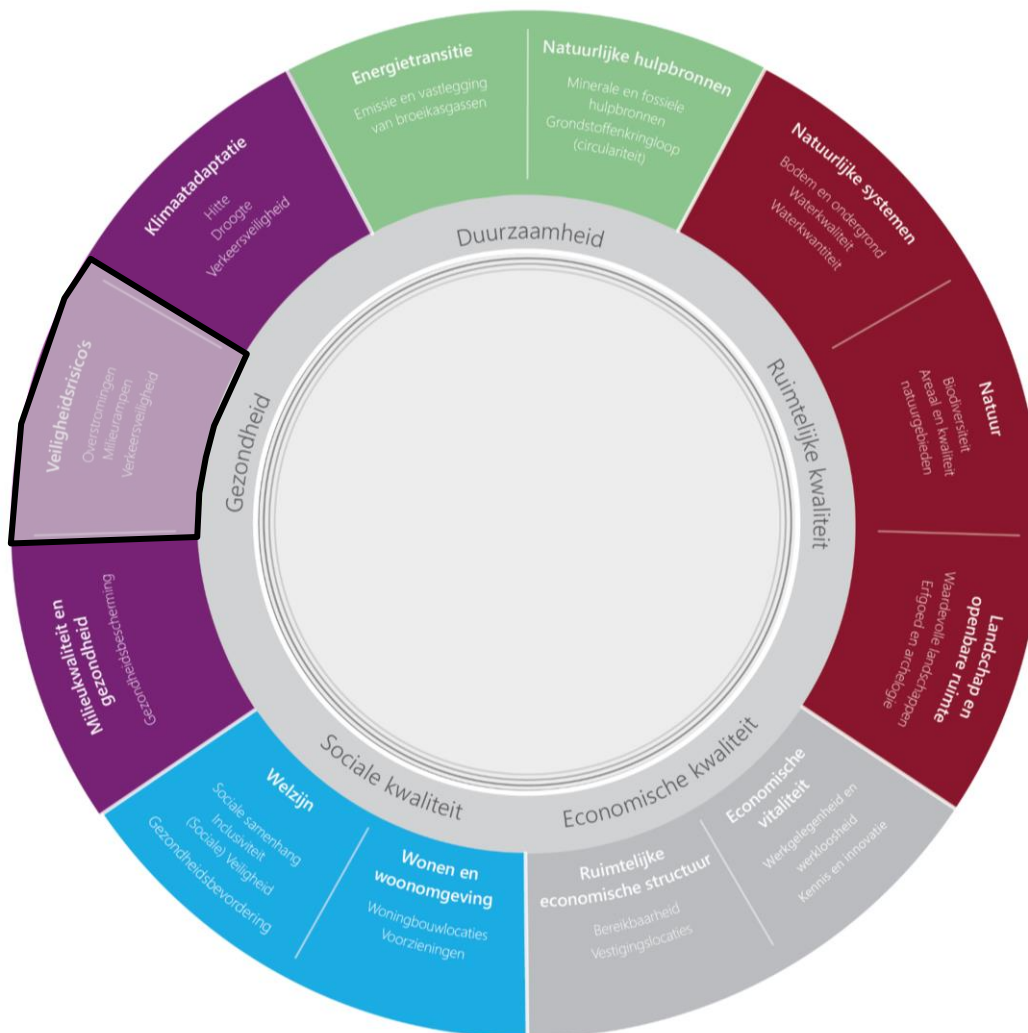 Energietransitie
Emissie en vastlegging
van broeikasgassen
Natuurlijke hulpbronnen
Minerale en fossiele
hulpbronnen
Grondstoffenkringloop
(circulariteit)
Natuurlijke systemen
Bodem en ondergrond
Waterkwaliteit
Waterkwantiteit
Natuur
Biodiversiteit
Areaal en kwaliteit
natuurgebieden
Landschap en
openbare ruimte
Waardevolle landschappen
Erfgoed en archelogie
Economische
vitaliteit
Werkgelegenheid en
werkloosheid
Kennis en innovatie
Ruimtelijke
economische structuur
Bereikbaarheid
Vestigingslocaties
Wonen en
woonomgeving
Woningbouwlocaties
Voorzieningen
Welzijn
Sociale samenhang
Inclusiviteit
(Sociale) Veiligheid
Gezondheidsbevordering
Milieukwaliteit en
gezondheid
Gezondheidsbescherming
Veiligheidsrisico's
Overstromingen
Milieurampen
Verkeersveiligheid
Klimaatadaptatie
Hitte
Droogte
Verkeersveiligheid
Duurzaamheid
Ruimtelijke kwaliteit
Economische kwaliteit
Sociale kwaliteit
Gezondheid